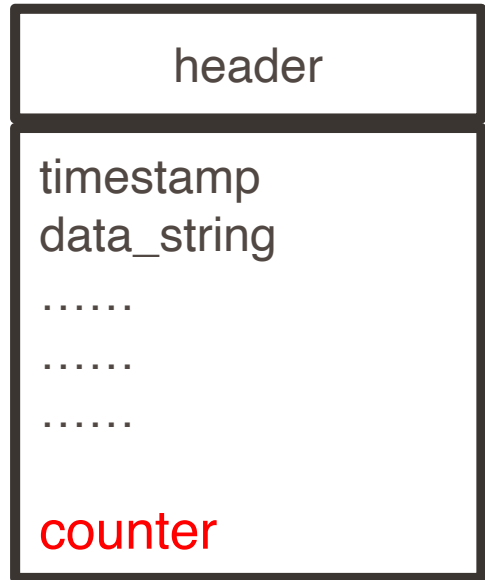 header
timestamp
data_string
......
......
......
counter